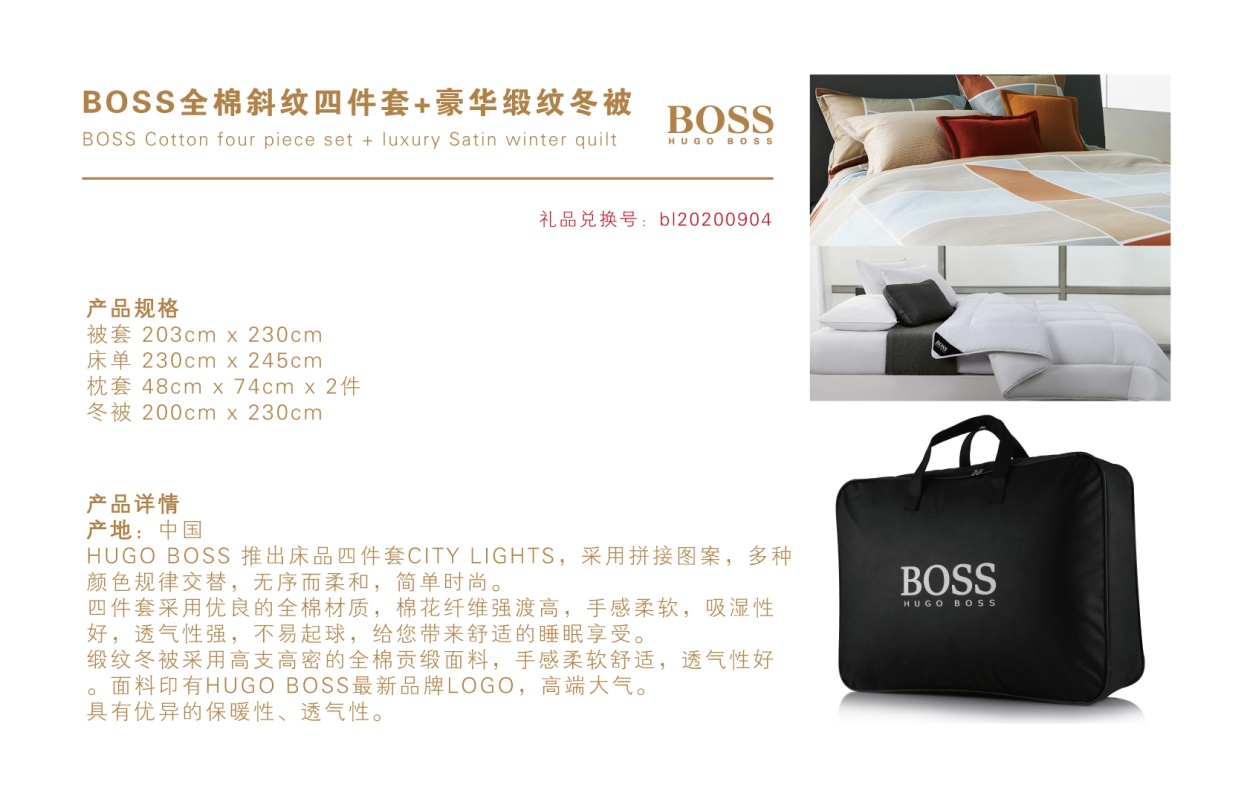 BOSS全棉斜纹四件套+豪华缎纹冬被
BOSS Cotton four piece set + luxury Satin winter quilt
BOSS
HUGO BOSS
礼品兑换号：bl20200904
产品规格
被套 203cm x 230cm
床单 230cm x 245cm
枕套 48cm x 74cm x 2件
冬被 200cm x 230cm
产品详情
产地：中国
HUGO BOSS 推出床品四件套CITY LIGHTS，采用拼接图案，多种
颜色规律交替，无序而柔和，简单时尚。
四件套采用优良的全棉材质，棉花纤维强渡高，手感柔软，吸湿性
好，透气性强，不易起球，给您带来舒适的睡眠享受。
缎纹冬被采用高支高密的全棉贡缎面料，手感柔软舒适，透气性好
。面料印有HUGO BOSS最新品牌LOGO，高端大气。
具有优异的保暖性、透气性。
BOSS
BOSS
HUGO BOSS